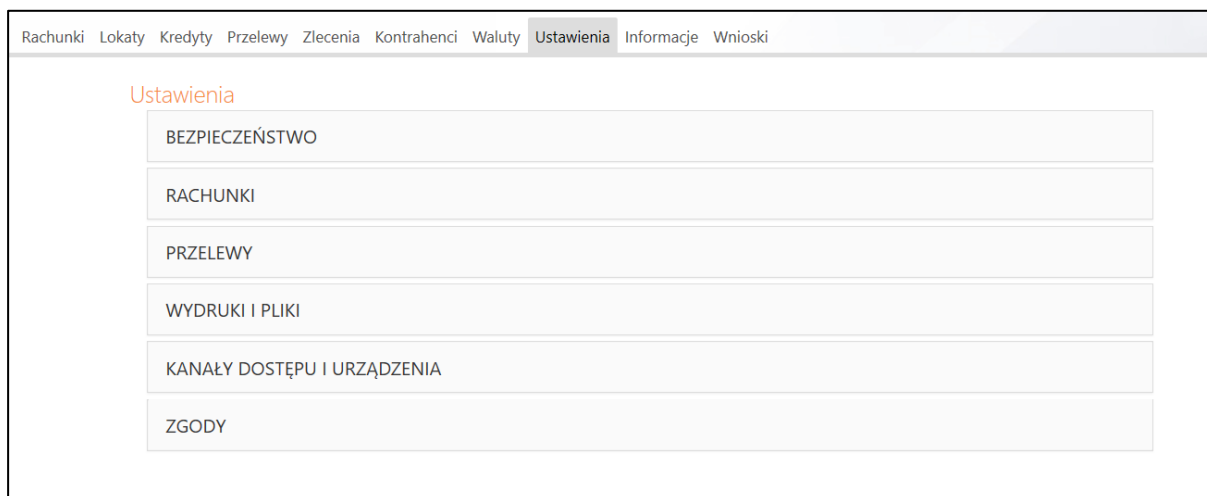 Rachunki Lokaty Kredyty Przelewy Zlecenia Kontrahenci Waluty Ustawienia Informacje Wnioski
Ustawienia
BEZPIECZEŃSTWO
RACHUNKI
PRZELEWY
WYDRUKI I PLIKI
KANAŁY DOSTĘPU I URZĄDZENIA
ZGODY